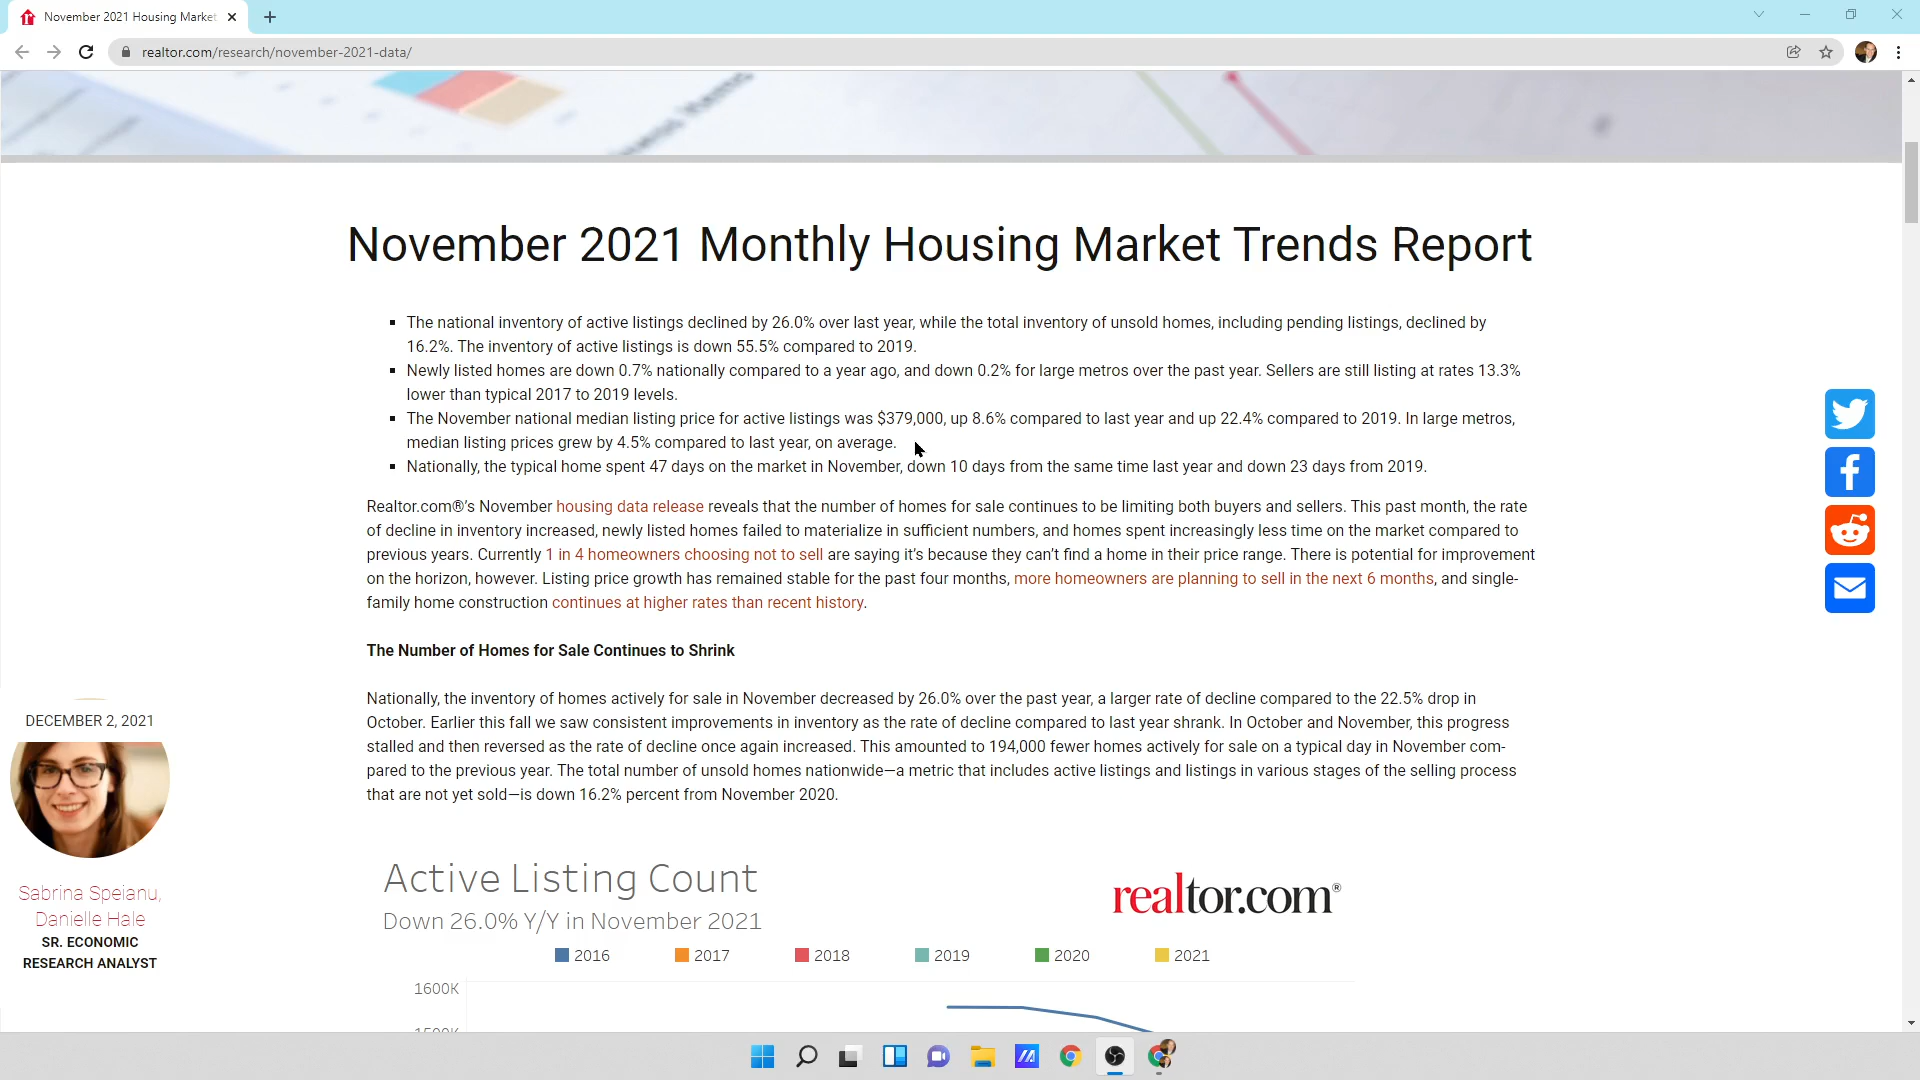 November 2021 Housing Market
realtor.com/research/november-2021-data/
November 2021 Monthly Housing Market Trends Report
The national inventory of active listings declined by 26.0% over last year, while the total inventory of unsold homes, including pending listings, declined by
16.2%. The inventory of active listings is down 55.5% compared to 2019.
Newly listed homes are down 0.7% nationally compared to a year ago, and down 0.2% for large metros over the past year. Sellers are still listing at rates 13.3%
lower than typical 2017 to 2019 levels.
The November national median listing price for active listings was $379,000, up 8.6% compared to last year and up 22.4% compared to 2019. In large metros,
median listing prices grew by 4.5% compared to last year, on average.
Nationally, the typical home spent 47 days on the market in November, down 10 days from the same time last year and down 23 days from 2019.
Realtor.com®'s November housing data release reveals that the number of homes for sale continues to be limiting both buyers and sellers. This past month, the rate
of decline in inventory increased, newly listed homes failed to materialize in sufficient numbers, and homes spent increasingly less time on the market compared to
previous years. Currently 1 in 4 homeowners choosing not to sell are saying it's because they can't find a home in their price range. There is potential for improvement
on the horizon, however. Listing price growth has remained stable for the past four months, more homeowners are planning to sell in the next 6 months, and single-
family home construction continues at higher rates than recent history.
The Number of Homes for Sale Continues to Shrink
Nationally, the inventory of homes actively for sale in November decreased by 26.0% over the past year, a larger rate of decline compared to the 22.5% drop in
October. Earlier this fall we saw consistent improvements in inventory as the rate of decline compared to last year shrank. In October and November, this progress
stalled and then reversed as the rate of decline once again increased. This amounted to 194,000 fewer homes actively for sale on a typical day in November com-
pared to the previous year. The total number of unsold homes nationwide—a metric that includes active listings and listings in various stages of the selling process
that are not yet sold—is down 16.2% percent from November 2020.
DECEMBER 2, 2021
Sabrina Speianu,
Danielle Hale
SR. ECONOMIC
RESEARCH ANALYST
Active Listing Count
realtor.com®
Down 26.0% Y/Y in November 2021
2016 2017 2018 2019 2020 2021
1600K